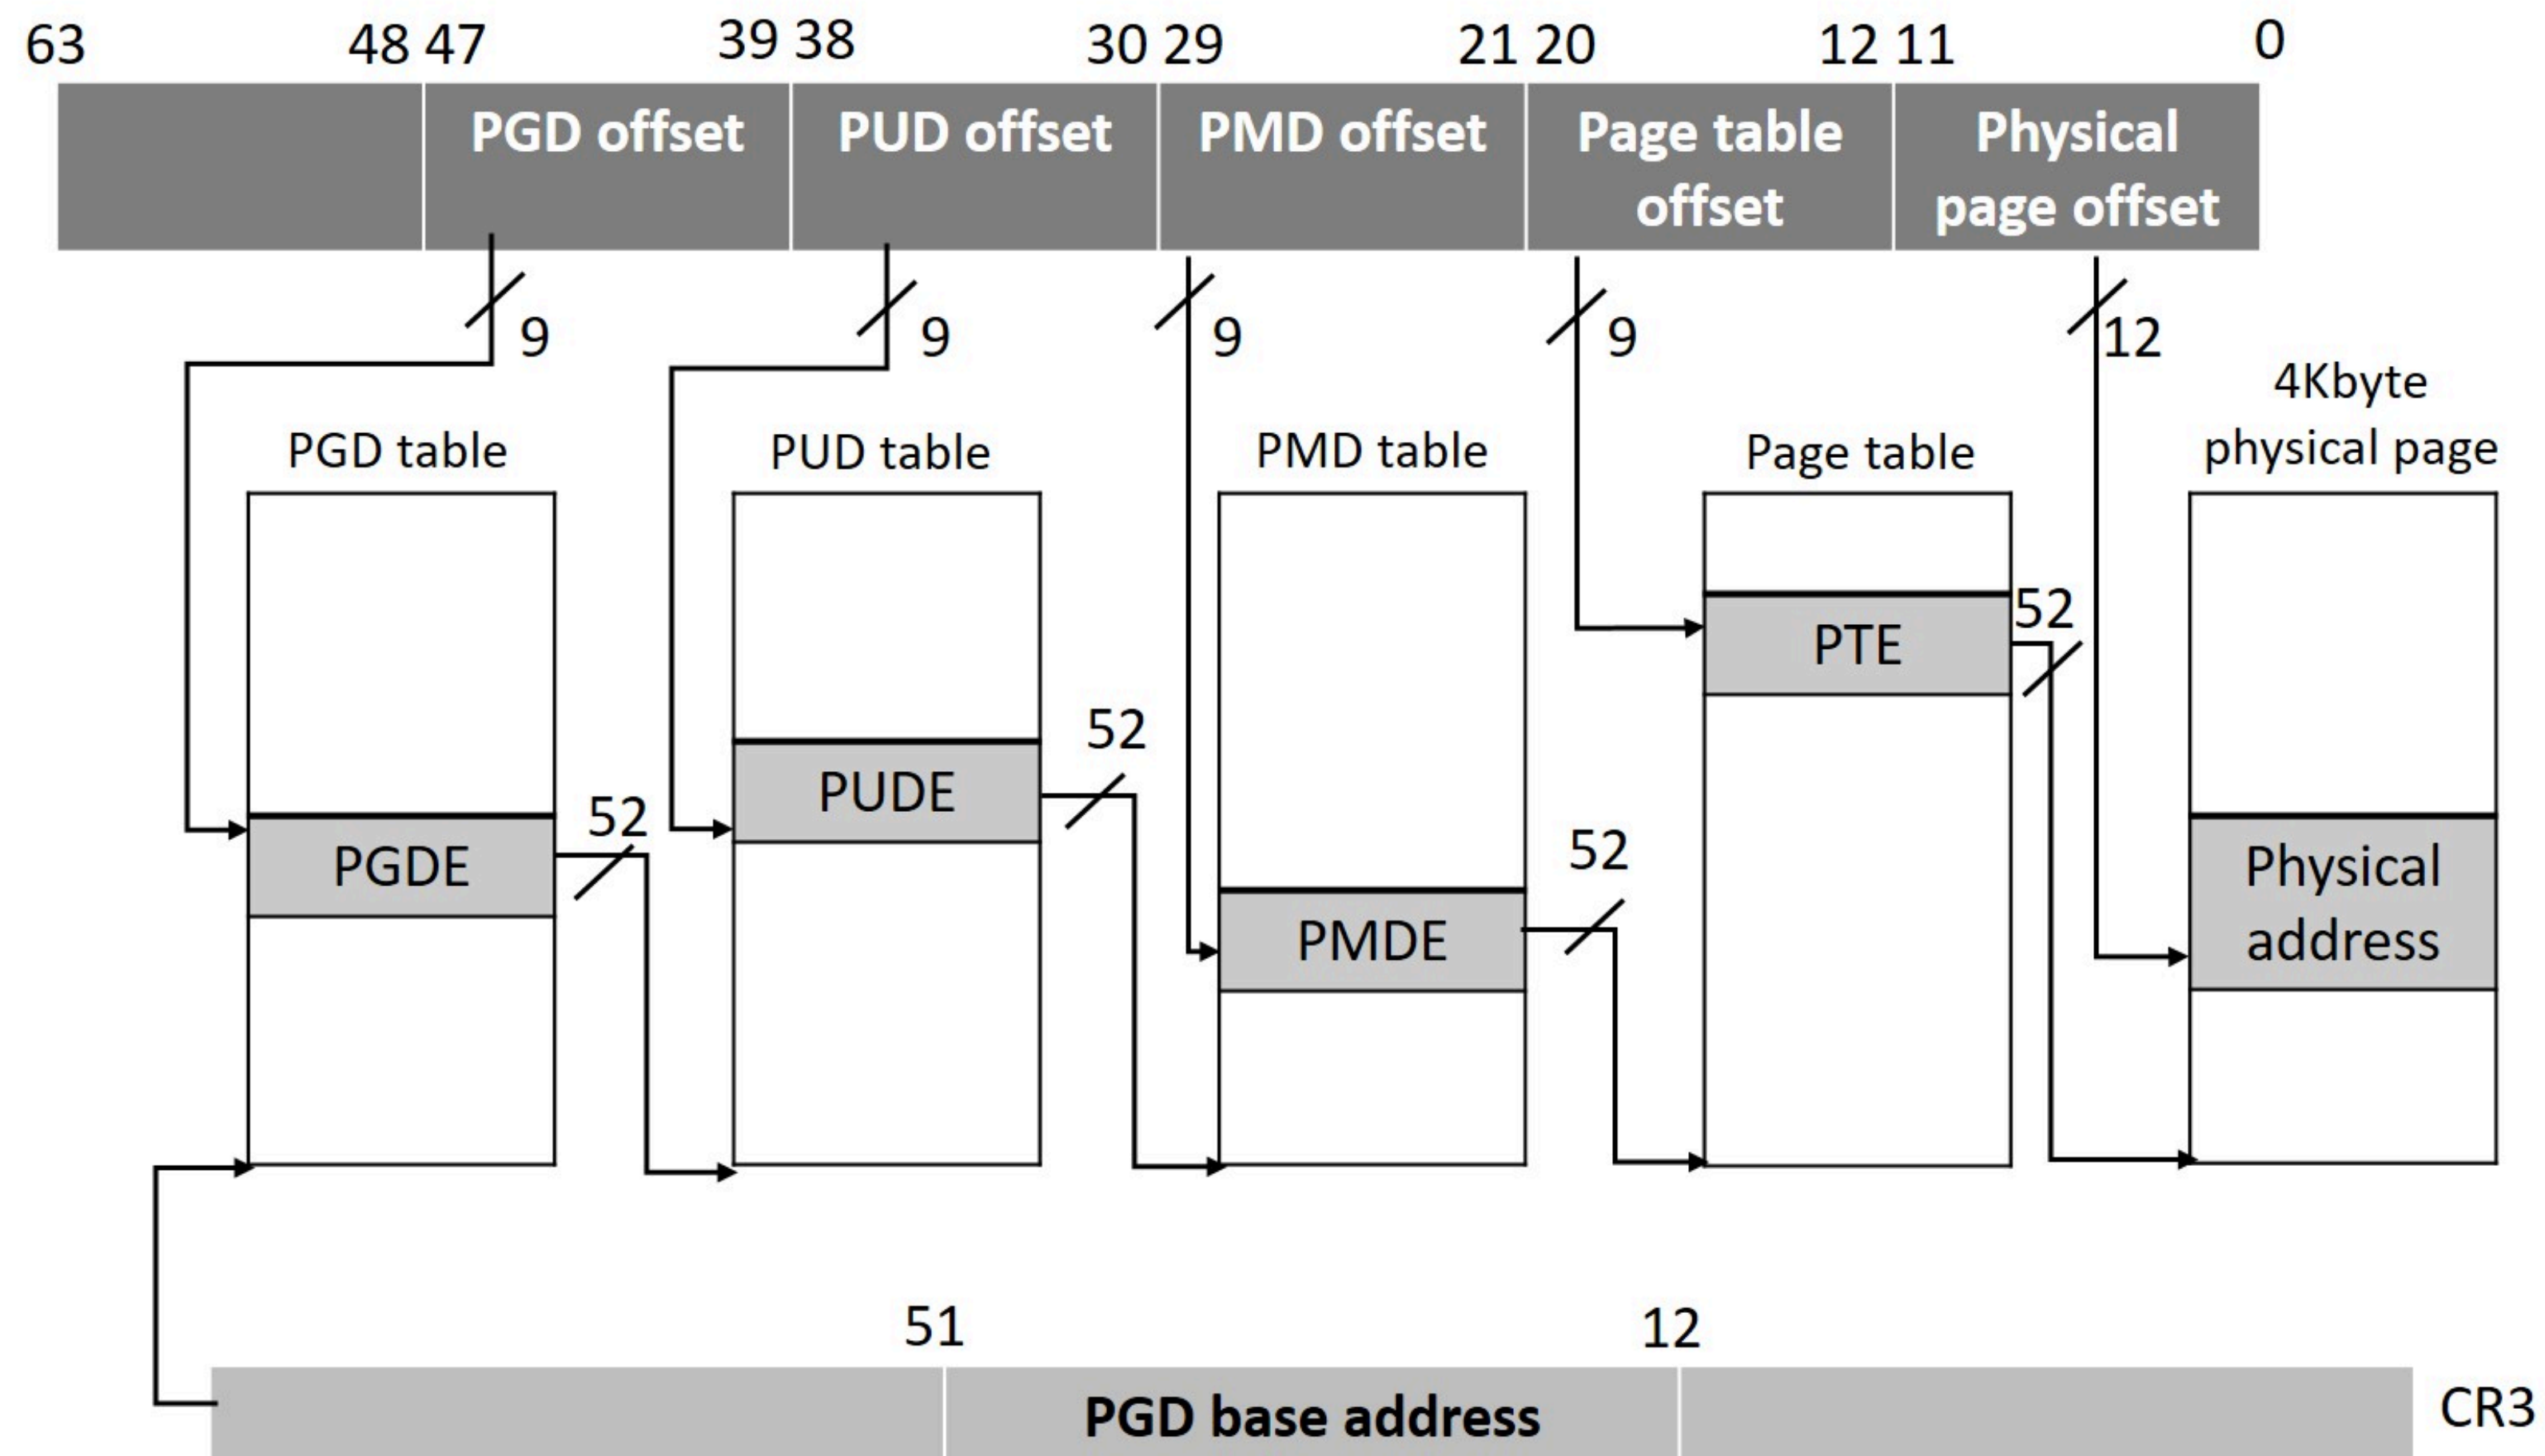 63 48 47 39 38 30 29 21 20 12 11 0
PGD offset PUD offset PMD offset Page table Physical
offset page offset
9 9 9 9 12
4Kbyte
PGD table PUD table PMD table Page table physical page
52
PTE
52
PUDE
52
52
PGDE
Physical
address
PMDE
51 12
PGD base address CR3